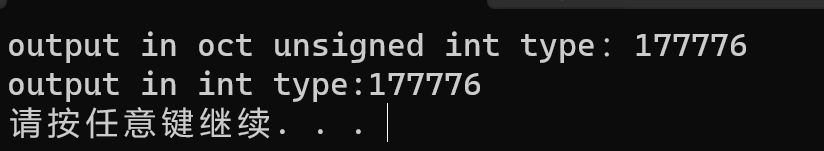 output in oct unsigned int type: 177776
output in int type:177776
请按任意键继续. . .